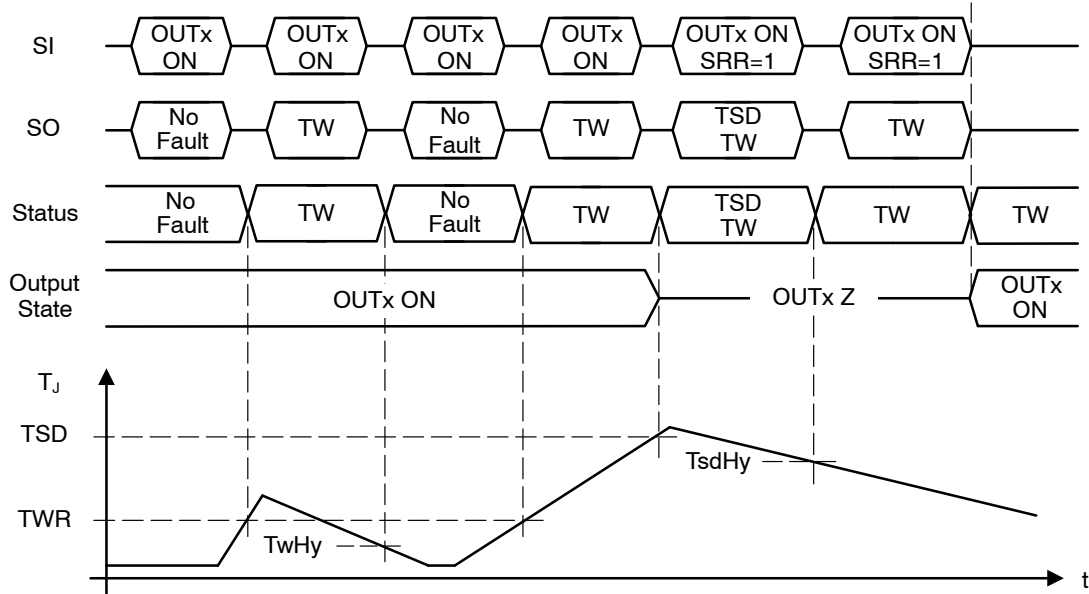 SI
OUTx
ON
OUTx
ON
OUTx
ON
OUTx
ON
OUTx ON
SRR=1
OUTx ON
SRR=1
SO
No
Fault
TW
No
Fault
TW
TSD
TW
TW
Status
No
Fault
TW
No
Fault
TW
TSD
TW
TW
TW
Output
State
OUTx ON
OUTx Z
OUTx
ON
TJ
TSD
TsdHy
TWR
TwHy
t